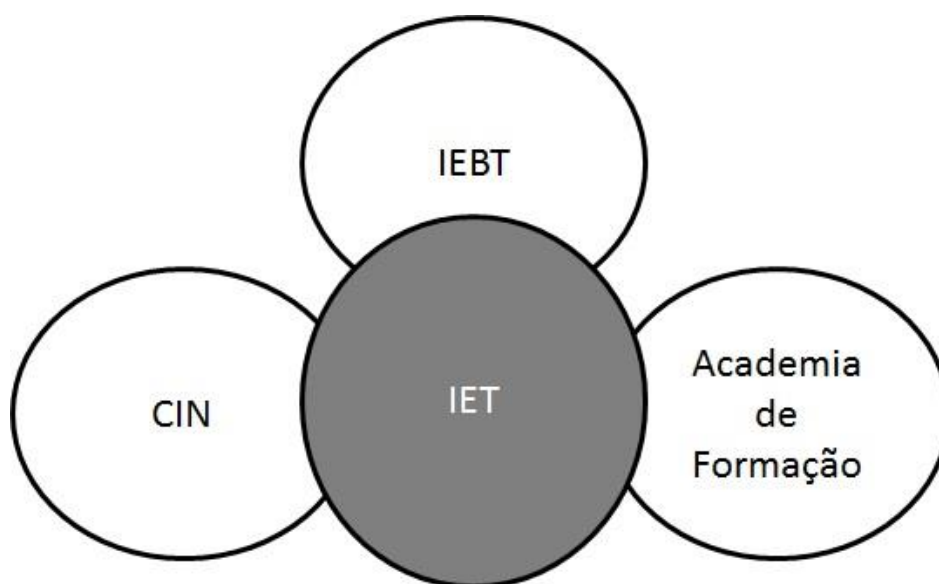 IEBT
CIN
IET
Academia
de
Formação